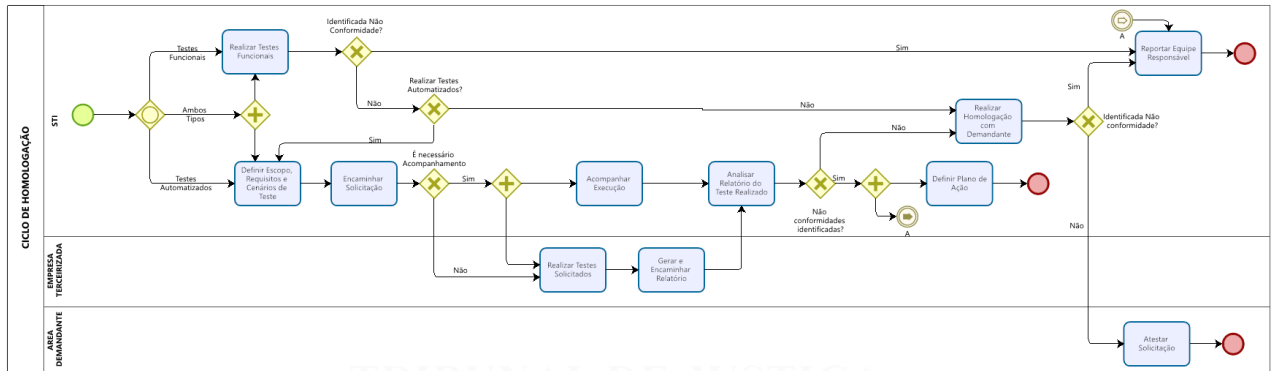 CICLO DE HOMOLOGAÇÃO
STI
Testes
Funcionais
Realizar Testes
Funcionais
Identificada Não
Conformidade?
Sim
A
Reportar Equipe
Responsável
Ambos
Tipos
Não
Realizar Testes
Automatizados?
Não
Realizar
Homologação
com
Demandante
Sim
Identificada Não
conformidade?
Sim
Não
Testes
Automatizados
Definir Escopo,
Requisitos e
Cenários de
Teste
Encaminhar
Solicitação
É necessário
Acompanhamento
Sim
Acompanhar
Execução
Analisar
Relatório do
Teste Realizado
Sim
Não
conformidades
identificadas?
Definir Plano de
Ação
A
Não
EMPRESA
TERCEIRIZADA
Não
Realizar Testes
Solicitados
Gerar e
Encaminhar
Relatório
AREA
DEMANDANTE
Atestar
Solicitação